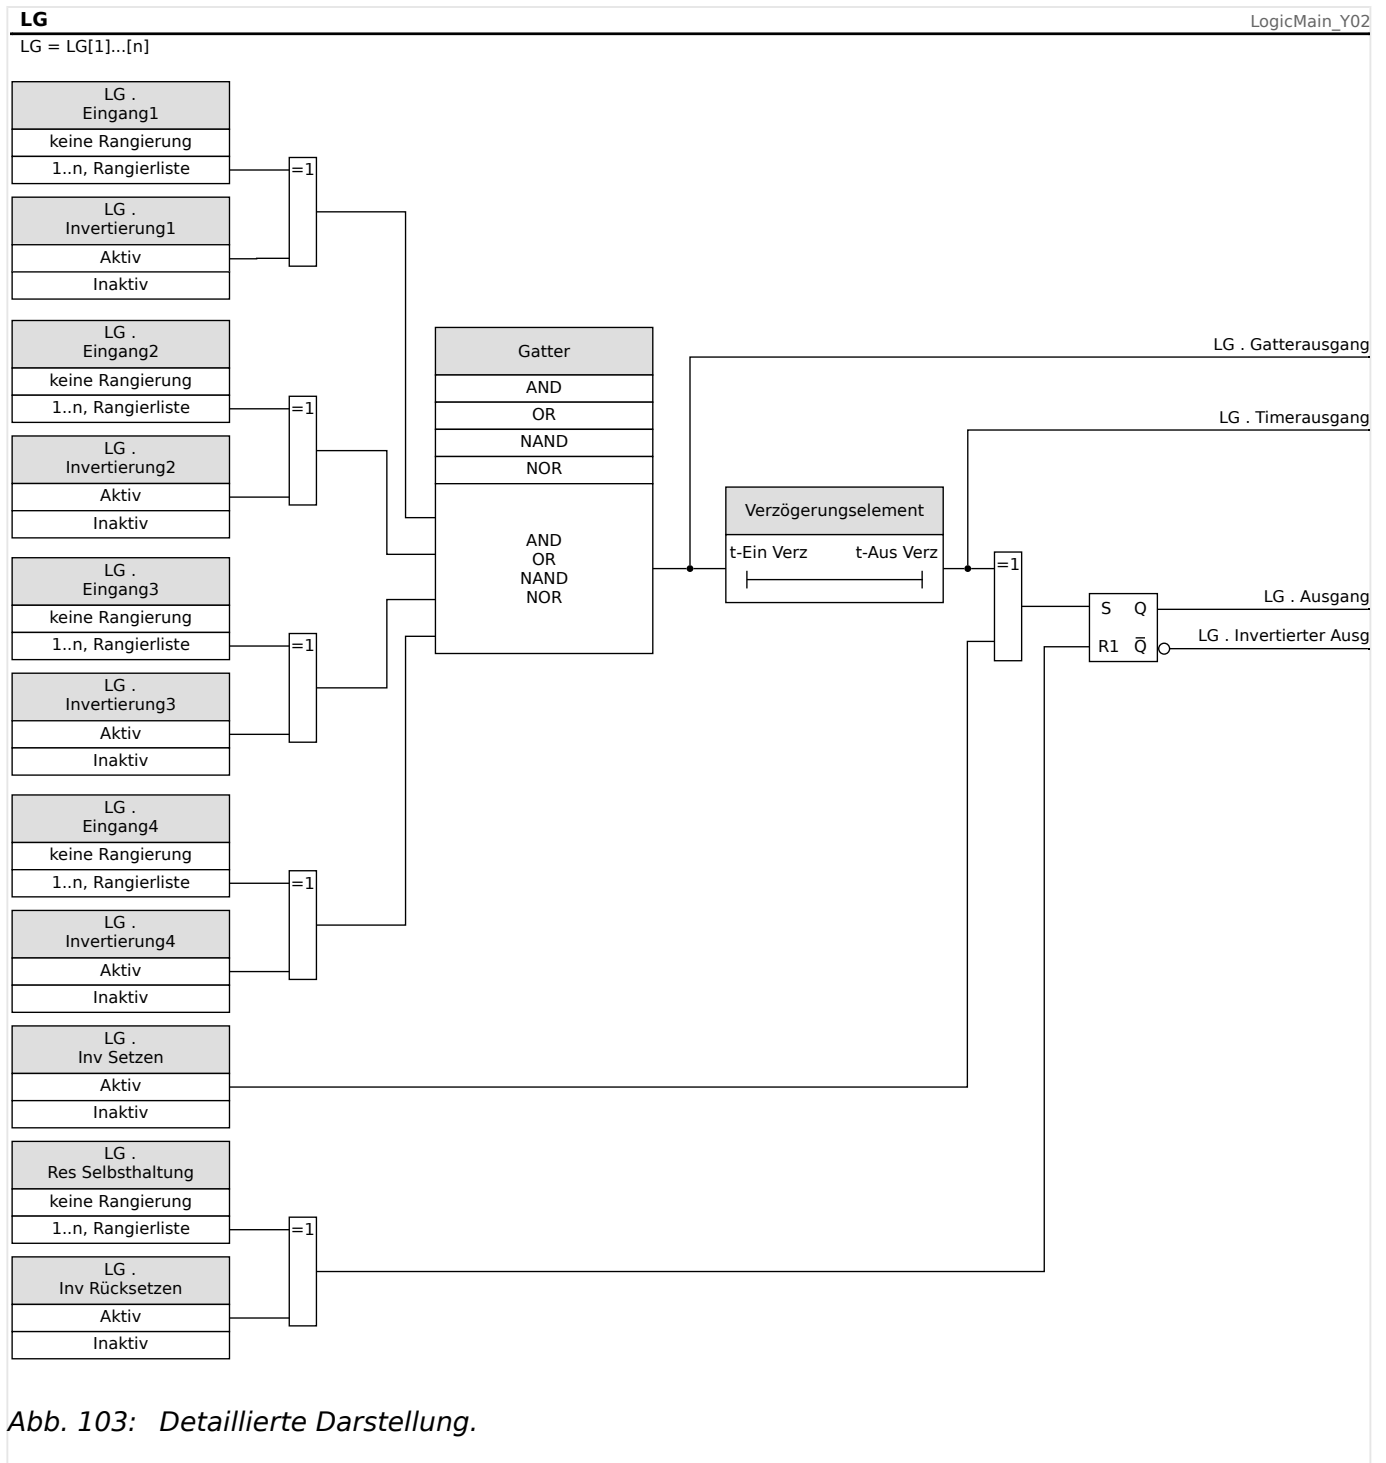 LG
LogicMain_Y02
LG = LG[1]...[n]
LG .
Eingang1
keine Rangierung
1..n, Rangierliste
=1
LG .
Invertierung1
Aktiv
Inaktiv
LG .
Eingang2
keine Rangierung
1..n, Rangierliste
=1
LG .
Invertierung2
Aktiv
Inaktiv
LG .
Eingang3
keine Rangierung
1..n, Rangierliste
=1
LG .
Invertierung3
Aktiv
Inaktiv
LG .
Eingang4
keine Rangierung
1..n, Rangierliste
=1
LG .
Invertierung4
Aktiv
Inaktiv
LG .
Inv Setzen
Aktiv
Inaktiv
LG .
Res Selbsthaltung
keine Rangierung
1..n, Rangierliste
=1
LG .
Inv Rücksetzen
Aktiv
Inaktiv
Gatter
AND
OR
NAND
NOR
AND
OR
NAND
NOR
Verzögerungselement
t-Ein Verz t-Aus Verz
=1
S Q
R1 Q̅
LG . Gatterausgang
LG . Timerausgang
LG . Ausgang
LG . Invertierter Ausg
Abb. 103: Detaillierte Darstellung.